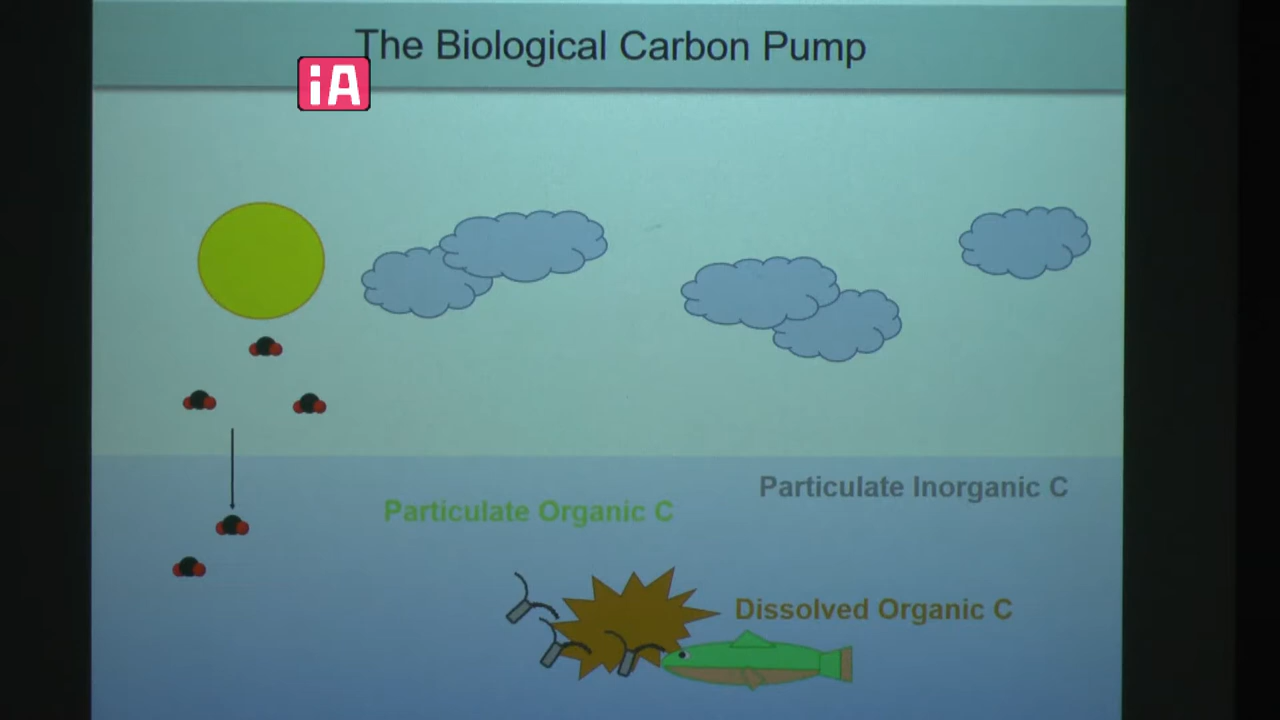 The Biological Carbon Pump
iA
Particulate Inorganic C
Particulate Organic C
Dissolved Organic C